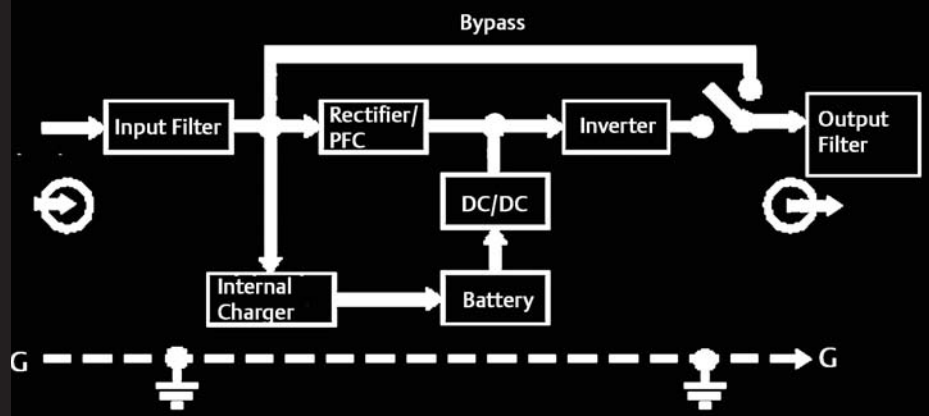 Bypass
Input Filter
Rectifier/
PFC
Inverter
Output
Filter
DC/DC
Internal
Charger
Battery
G
G